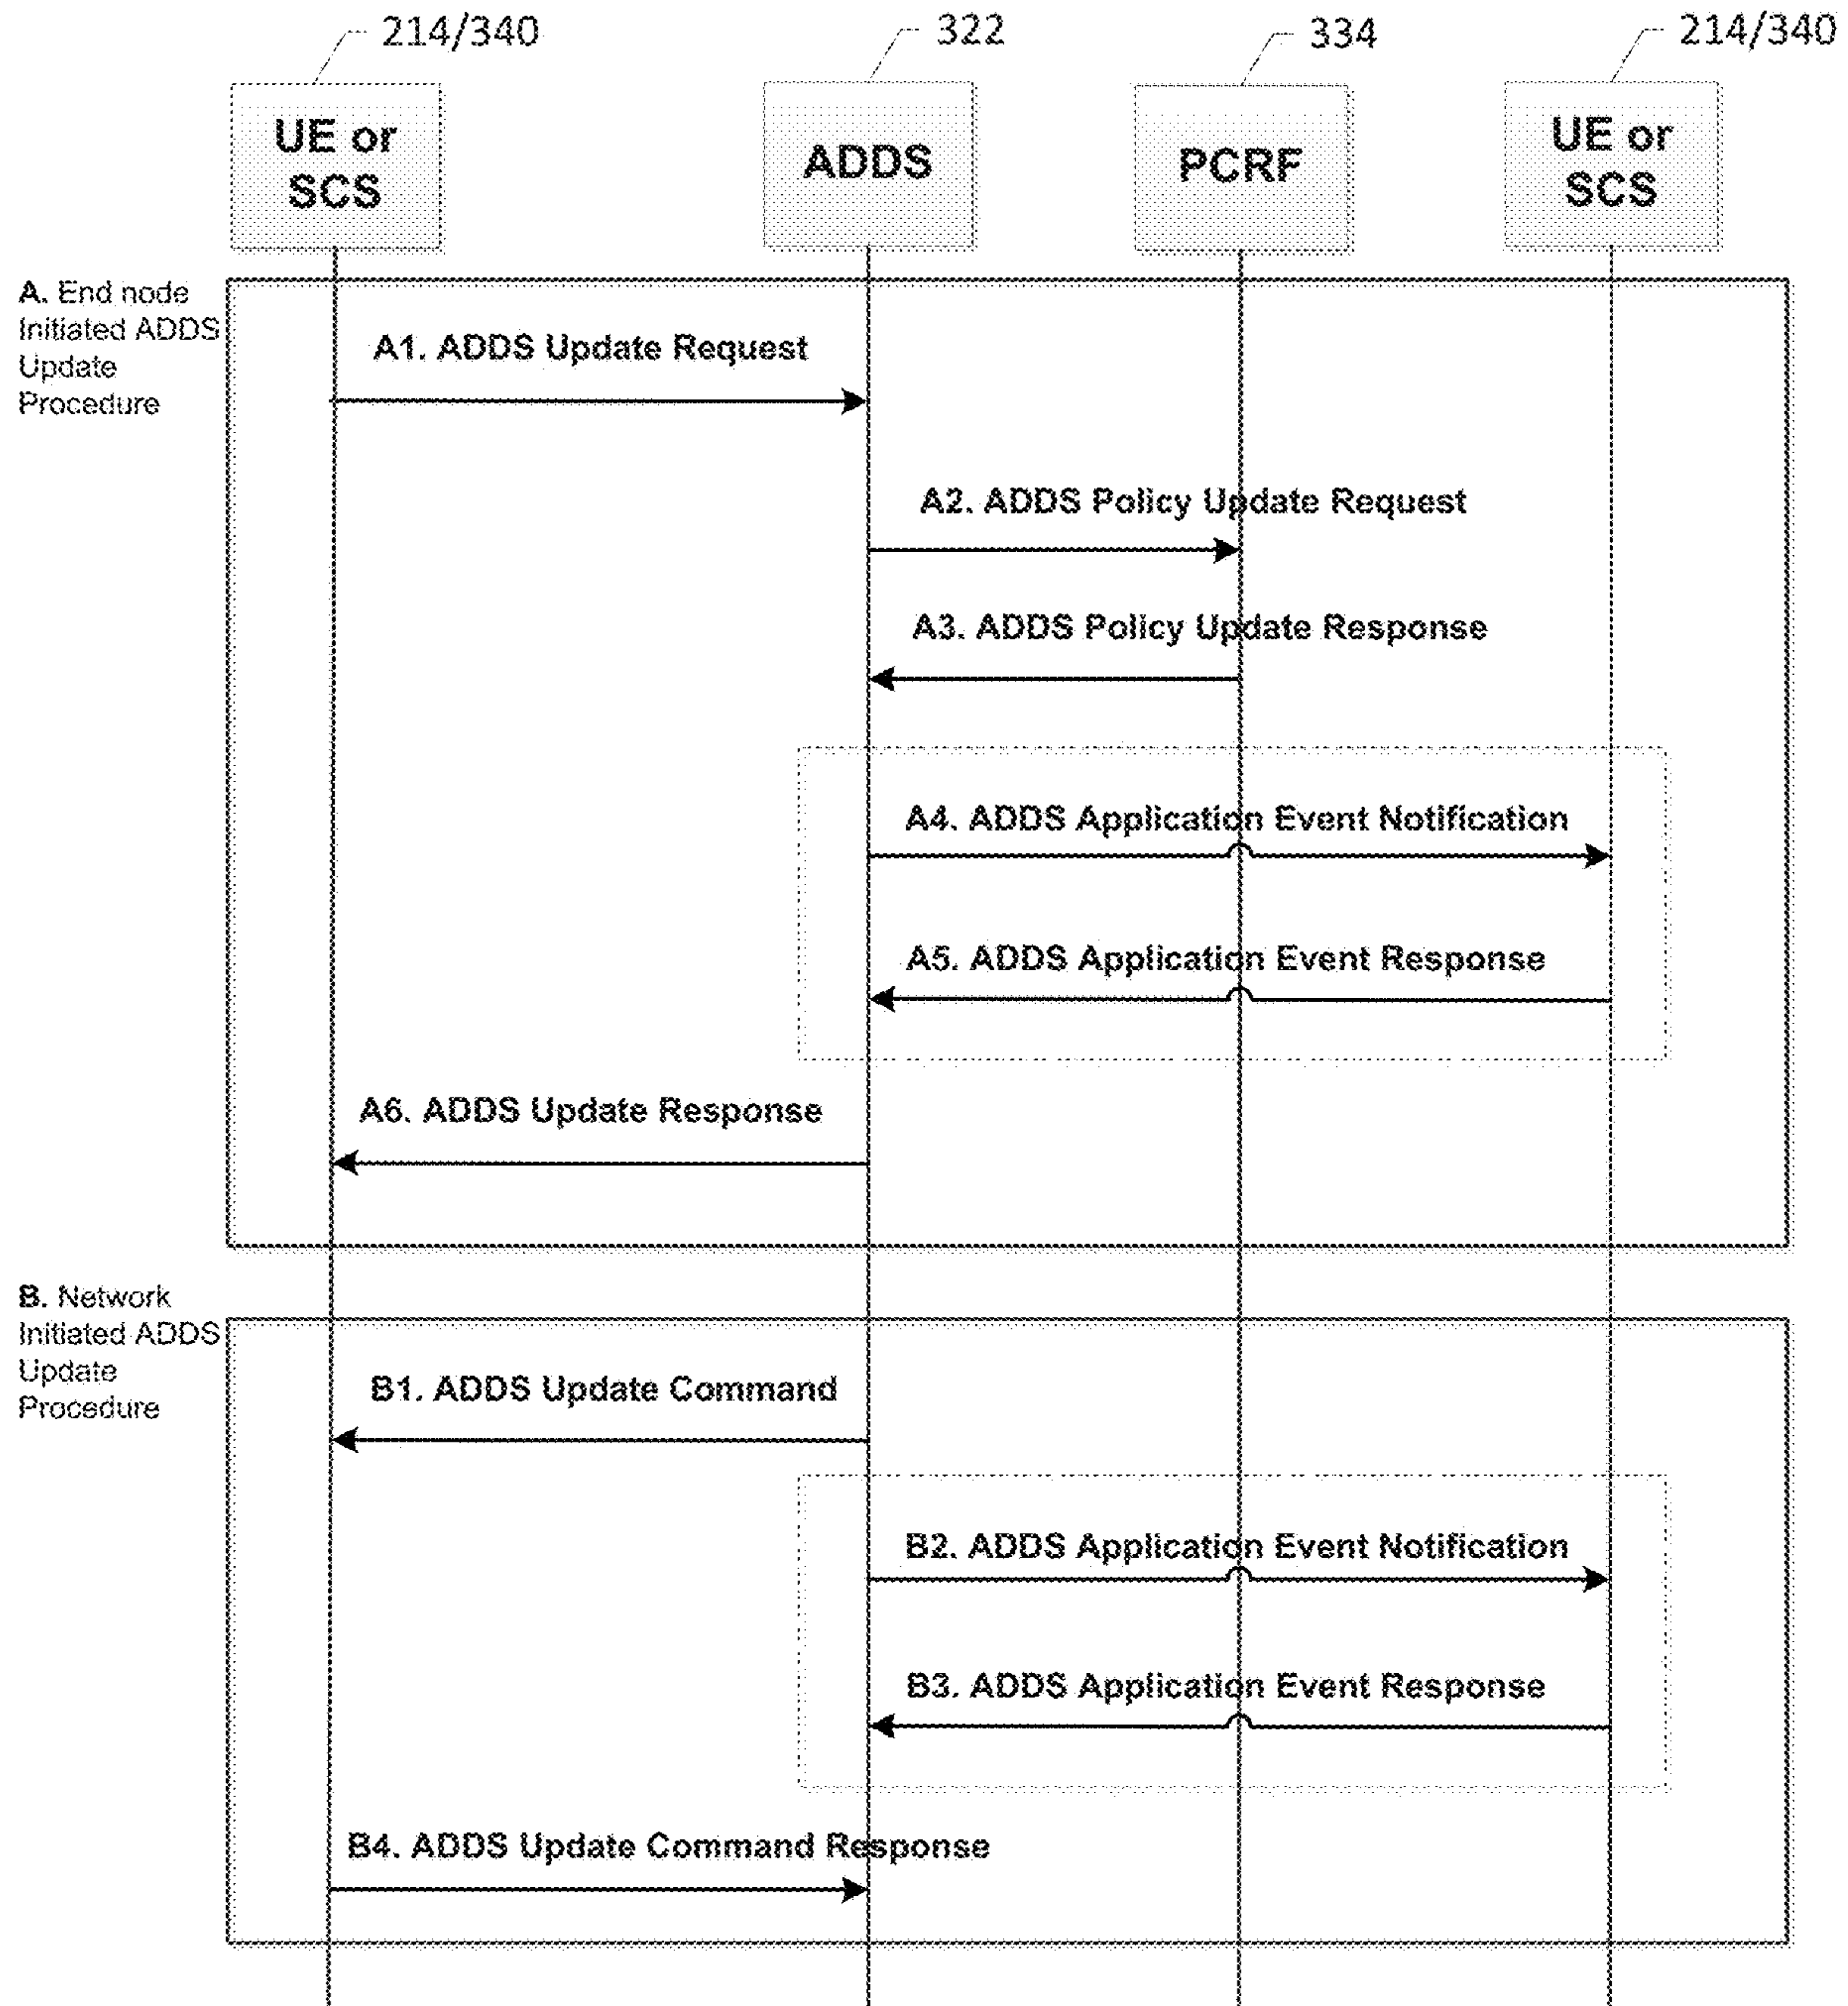 214/340
322
334
214/340
UE or
SCS
ADDS
PCRF
UE or
SCS
A. End node
Initiated ADDS
Update
Procedure
A1. ADDS Update Request
A2. ADDS Policy Update Request
A3. ADDS Policy Update Response
A4. ADDS Application Event Notification
A5. ADDS Application Event Response
A6. ADDS Update Response
B. Network
Initiated ADDS
Update
Procedure
B1. ADDS Update Command
B2. ADDS Application Event Notification
B3. ADDS Application Event Response
B4. ADDS Update Command Response